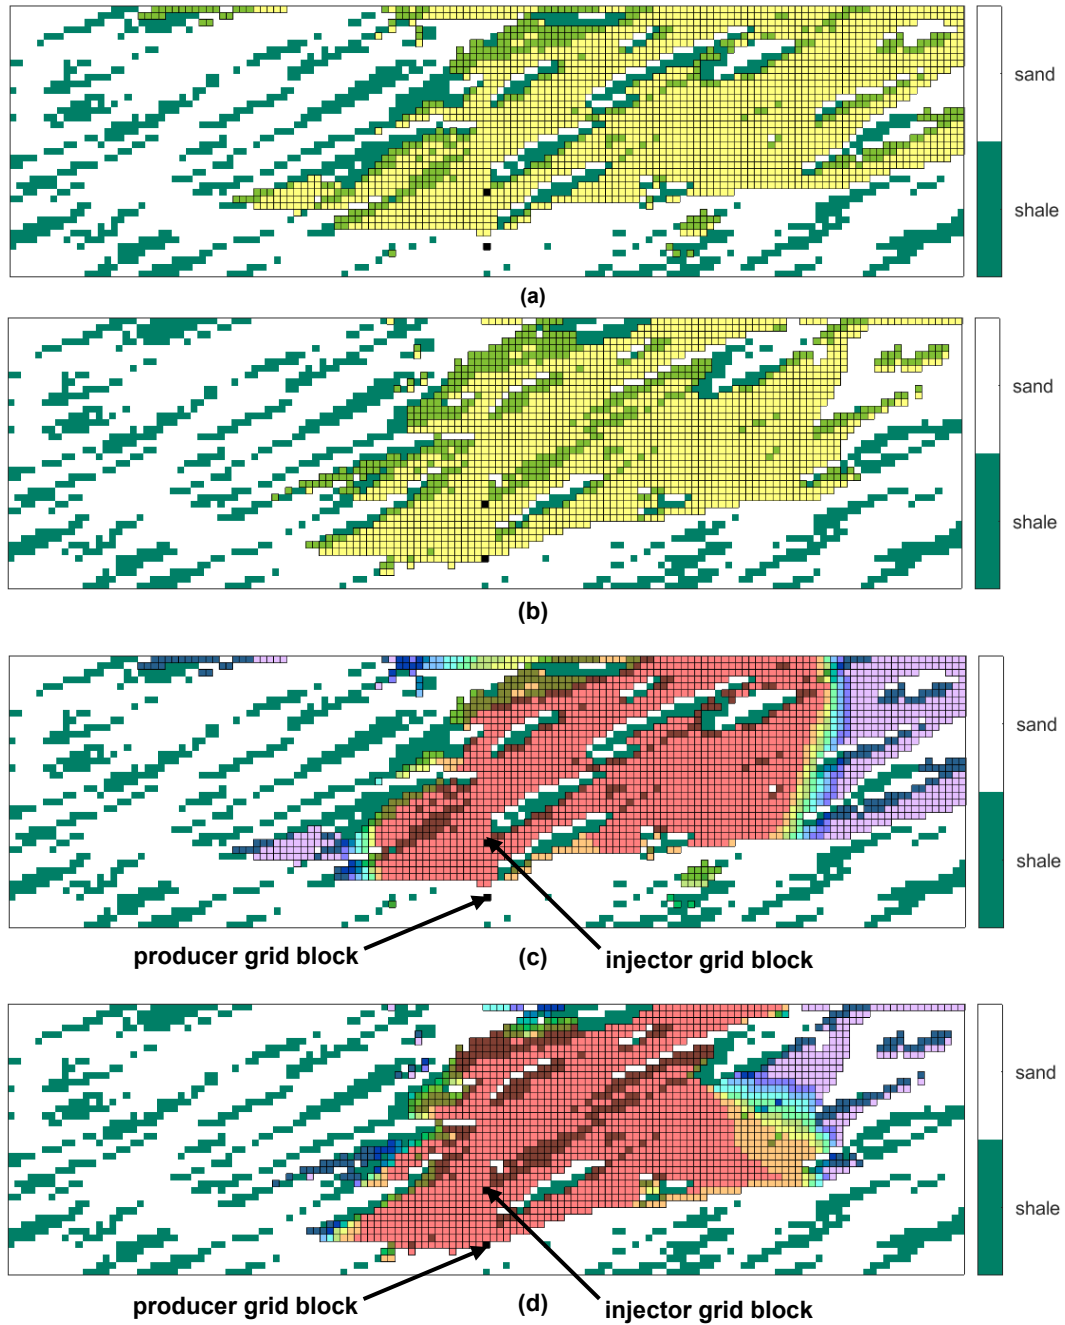 sand
shale
(a)
sand
shale
(b)
sand
shale
producer grid block
(c)
injector grid block
sand
shale
producer grid block
(d)
injector grid block